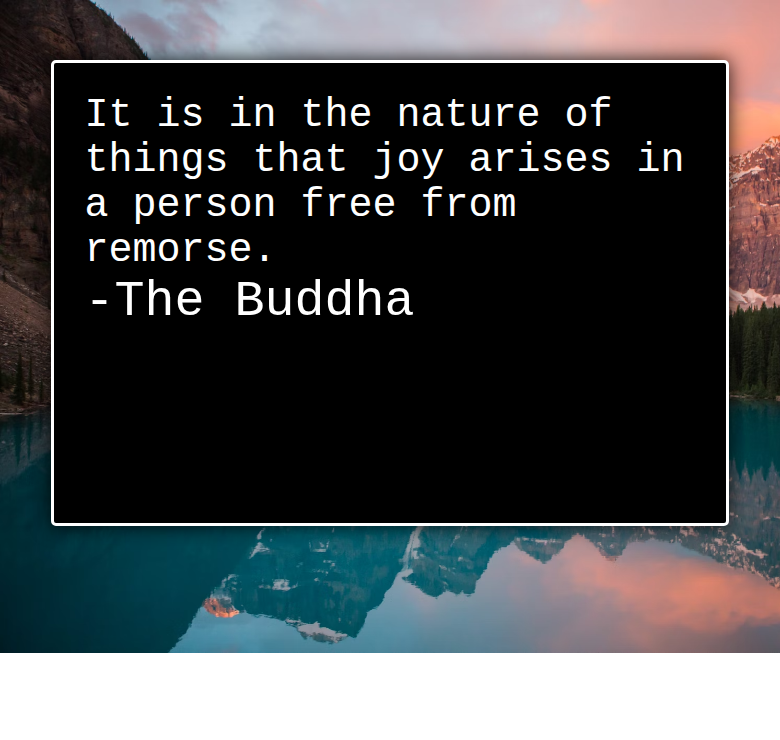 It is in the nature of
things that joy arises in
a person free from
remorse.
-The Buddha